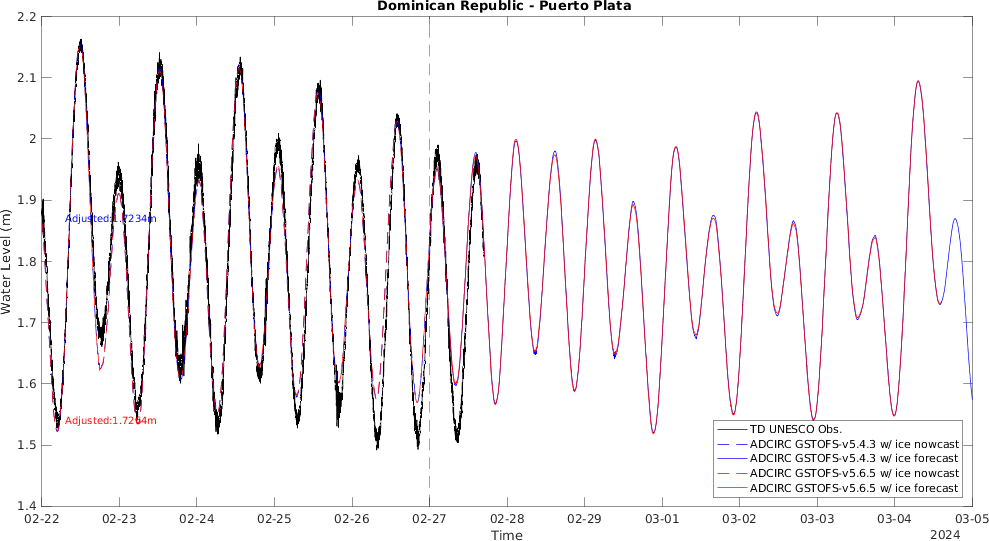 Dominican Republic - Puerto Plata
2.2
2.1
2
1.9
1.8
1.7
1.6
1.5
1.4
Water Level (m)
Adjusted:1.7234m
Adjusted:1.7204m
TD UNESCO Obs.
ADCIRC GSTOFS-v5.4.3 w/ ice nowcast
ADCIRC GSTOFS-v5.4.3 w/ ice forecast
ADCIRC GSTOFS-v5.6.5 w/ ice nowcast
ADCIRC GSTOFS-v5.6.5 w/ ice forecast
02-22 02-23 02-24 02-25 02-26 02-27 02-28 02-29 03-01 03-02 03-03 03-04 03-05
Time
2024